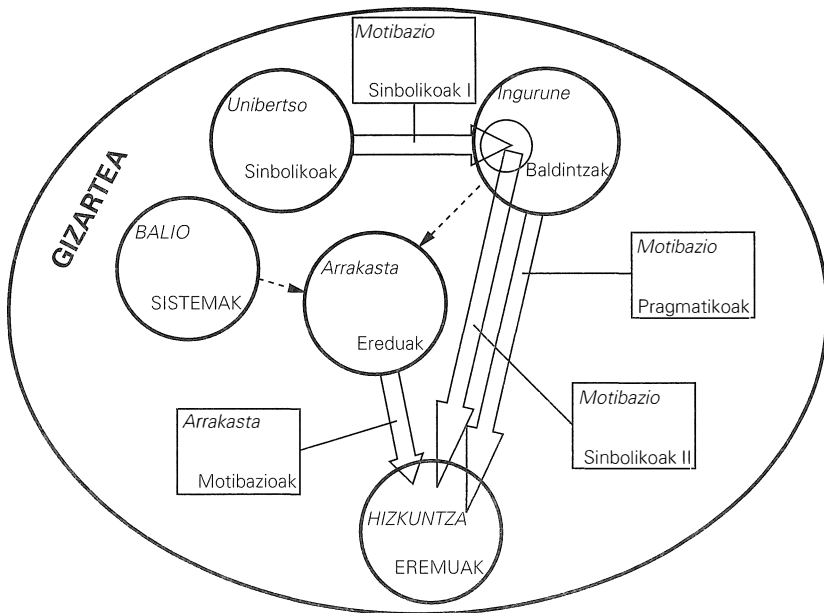 Motibazio
Sinbolikoak I
Unibertso
Sinbolikoak
Ingurune
Baldintzak
GIZARTEA
BALIO
SISTEMAK
Arrakasta
Ereduak
Motibazio
Pragmatikoak
Arrakasta
Motibazioak
Motibazio
Sinbolikoak II
HIZKUNTZA
EREMUAK